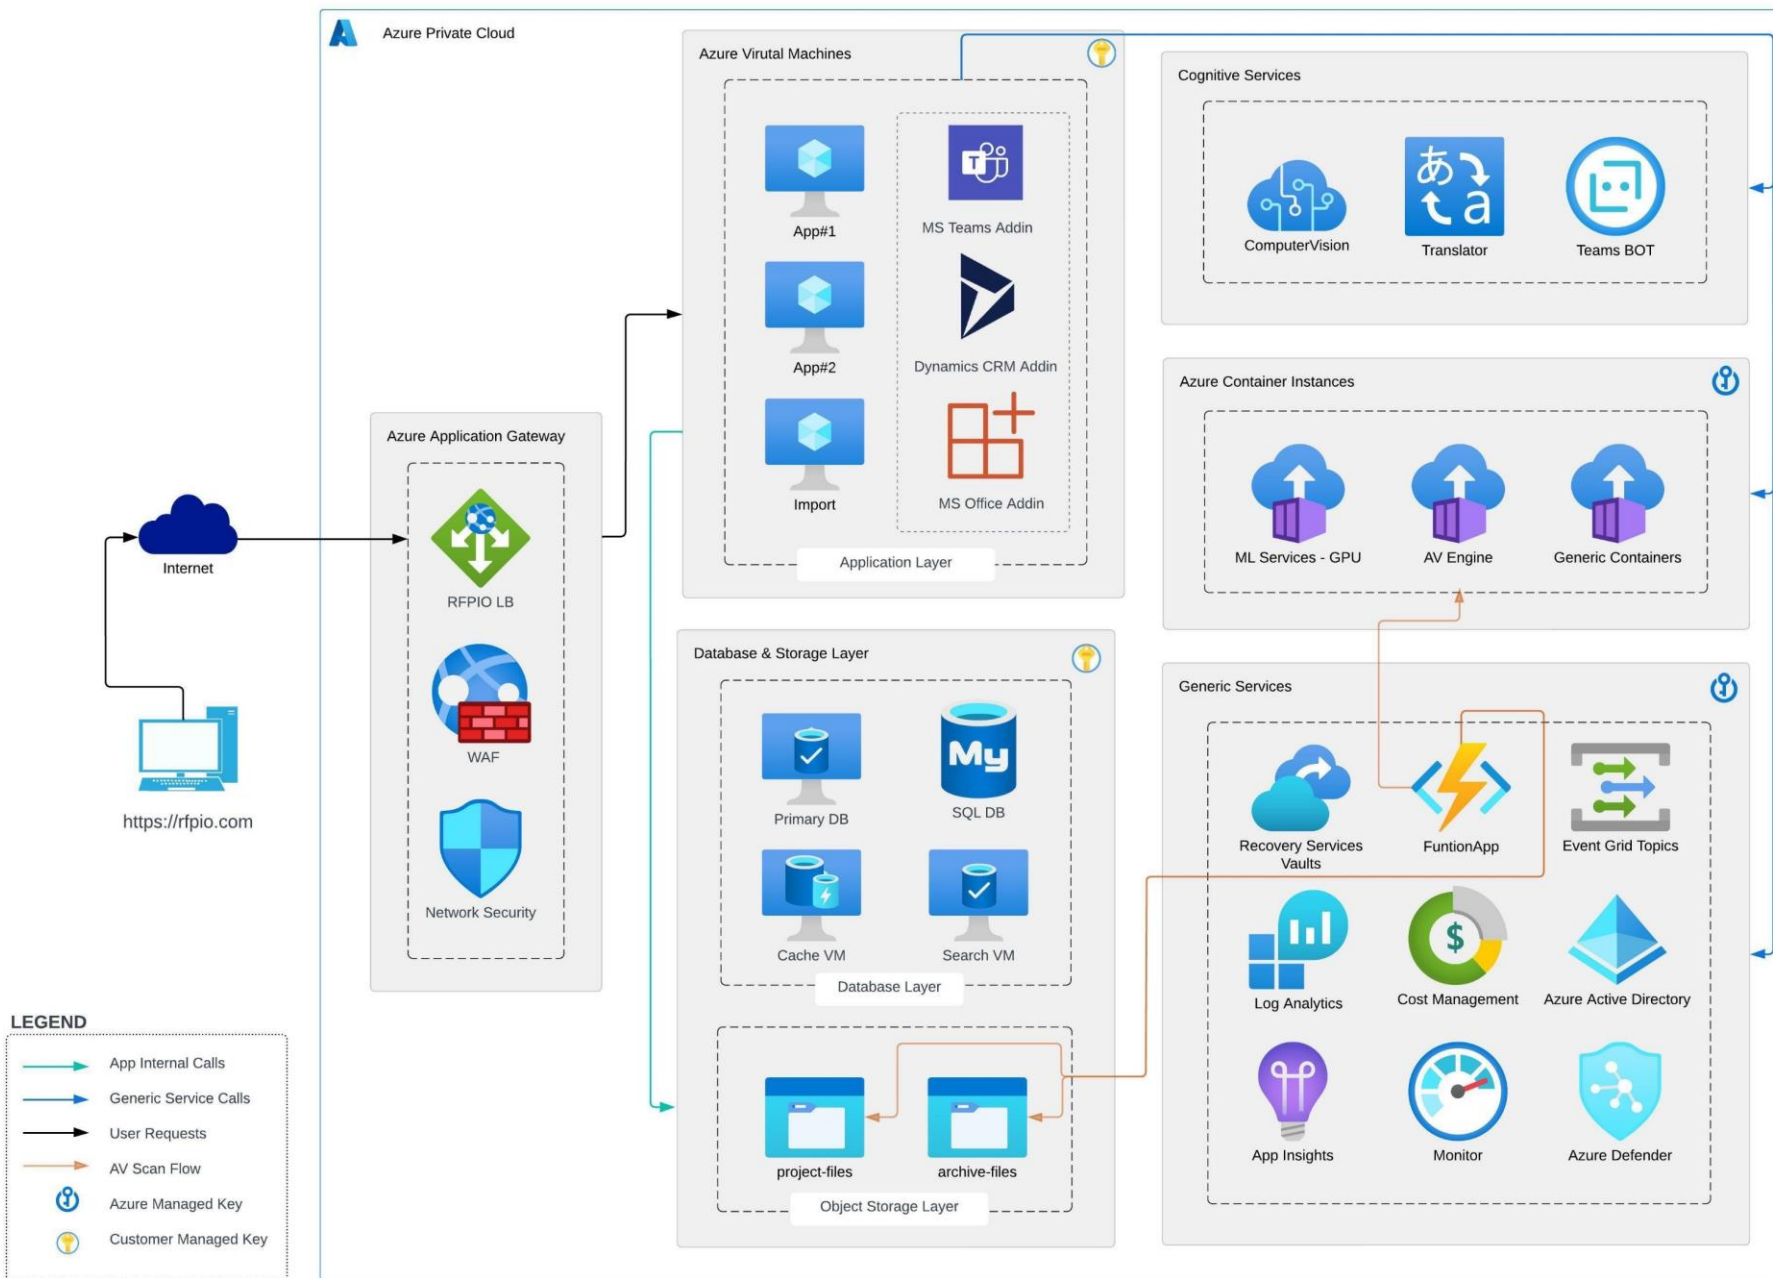 Azure Private Cloud
Azure Virutal Machines
App#1
App#2
Import
MS Teams Addin
Dynamics CRM Addin
MS Office Addin
Application Layer
Cognitive Services
ComputerVision
あ
a
Translator
Teams BOT
Azure Container Instances
ML Services - GPU
AV Engine
Generic Containers
Azure Application Gateway
RFPIO LB
WAF
Network Security
Internet
https://rfpio.com
Database & Storage Layer
Primary DB
My
SQL DB
Cache VM
Search VM
Database Layer
project-files
archive-files
Object Storage Layer
Generic Services
Recovery Services
Vaults
FuntionApp
Event Grid Topics
Log Analytics
$
Cost Management
Azure Active Directory
App Insights
Monitor
Azure Defender
LEGEND
App Internal Calls
Generic Service Calls
User Requests
AV Scan Flow
Azure Managed Key
Customer Managed Key